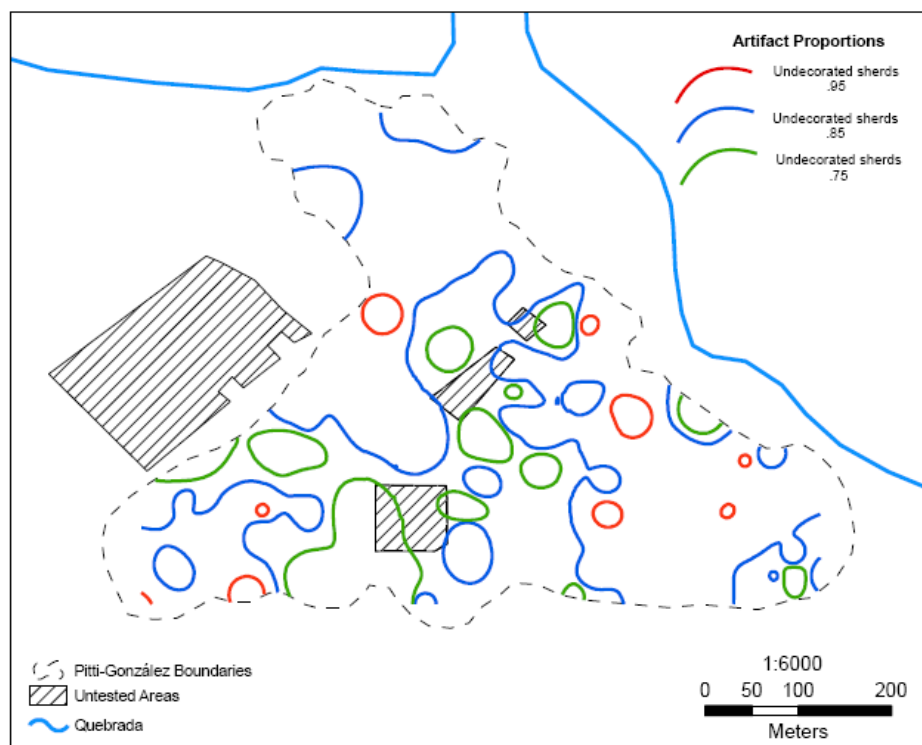 Artifact Proportions
Undecorated sherds
.95
Undecorated sherds
.85
Undecorated sherds
.75
Pitti-González Boundaries
Untested Areas
Quebrada
1:6000
0 50 100 200
Meters